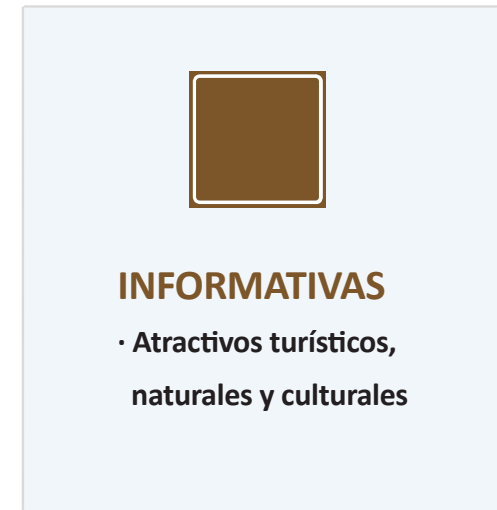 INFORMATIVAS
· Atractivos turísticos,
naturales y culturales